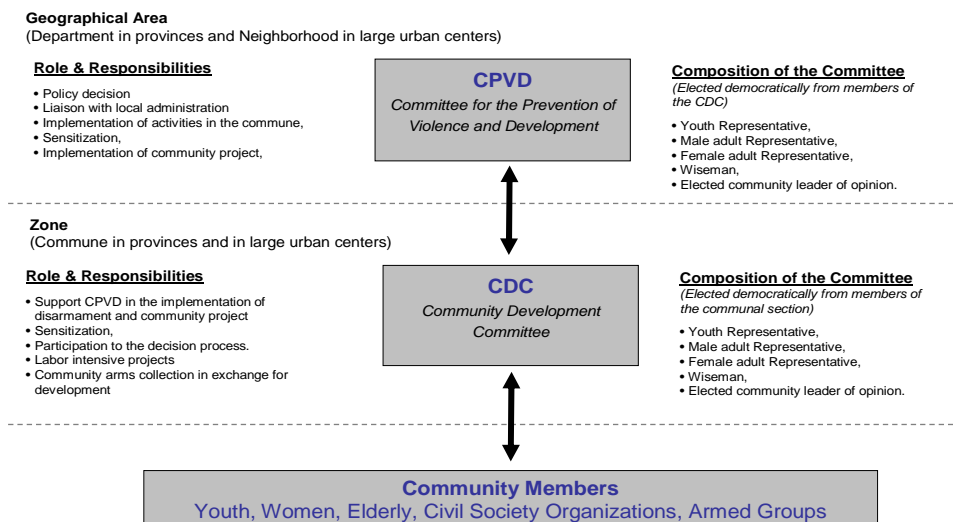 Geographical Area
(Department in provinces and Neighborhood in large urban centers)
Role & Responsibilities
• Policy decision
• Liaison with local administration
• Implementation of activities in the commune,
• Sensitization,
• Implementation of community project,
CPVD
Committee for the Prevention of
Violence and Development
Composition of the Committee
(Elected democratically from members of
the CDC)
• Youth Representative,
• Male adult Representative,
• Female adult Representative,
• Wiseman,
• Elected community leader of opinion.
Zone
(Commune in provinces and in large urban centers)
Role & Responsibilities
• Support CPVD in the implementation of
disarmament and community project
• Sensitization,
• Participation to the decision process.
• Labor intensive projects
• Community arms collection in exchange for
development
CDC
Community Development
Committee
Composition of the Committee
(Elected democratically from members of
the communal section)
• Youth Representative,
• Male adult Representative,
• Female adult Representative,
• Wiseman,
• Elected community leader of opinion.
Community Members
Youth, Women, Elderly, Civil Society Organizations, Armed Groups